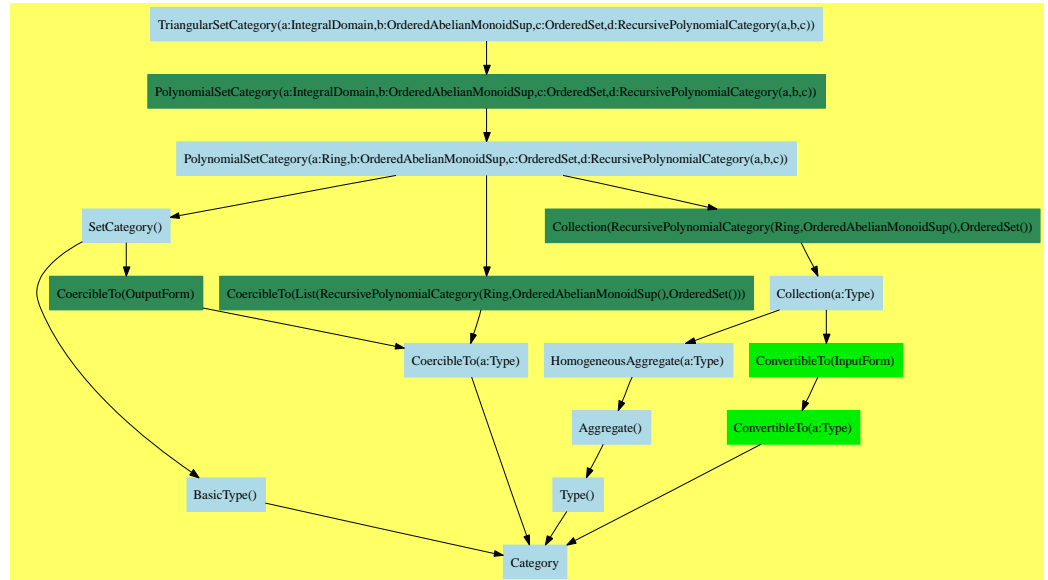 TriangularSetCategory(a:IntegralDomain,b:OrderedAbelianMonoidSup,c:OrderedSet,d:RecursivePolynomialCategory(a,b,c))
PolynomialSetCategory(a:IntegralDomain,b:OrderedAbelianMonoidSup,c:OrderedSet,d:RecursivePolynomialCategory(a,b,c))
PolynomialSetCategory(a:Ring,b:OrderedAbelianMonoidSup,c:OrderedSet,d:RecursivePolynomialCategory(a,b,c))
SetCategory()
Collection(RecursivePolynomialCategory(Ring,OrderedAbelianMonoidSup(),OrderedSet())
CoercibleTo(OutputForm)
CoercibleTo(List(RecursivePolynomialCategory(Ring,OrderedAbelianMonoidSup(),OrderedSet()))
Collection(a:Type)
CoercibleTo(a:Type)
HomogeneousAggregate(a:Type)
ConvertibleTo(InputForm)
Aggregate()
ConvertibleTo(a:Type)
BasicType()
Type()
Category